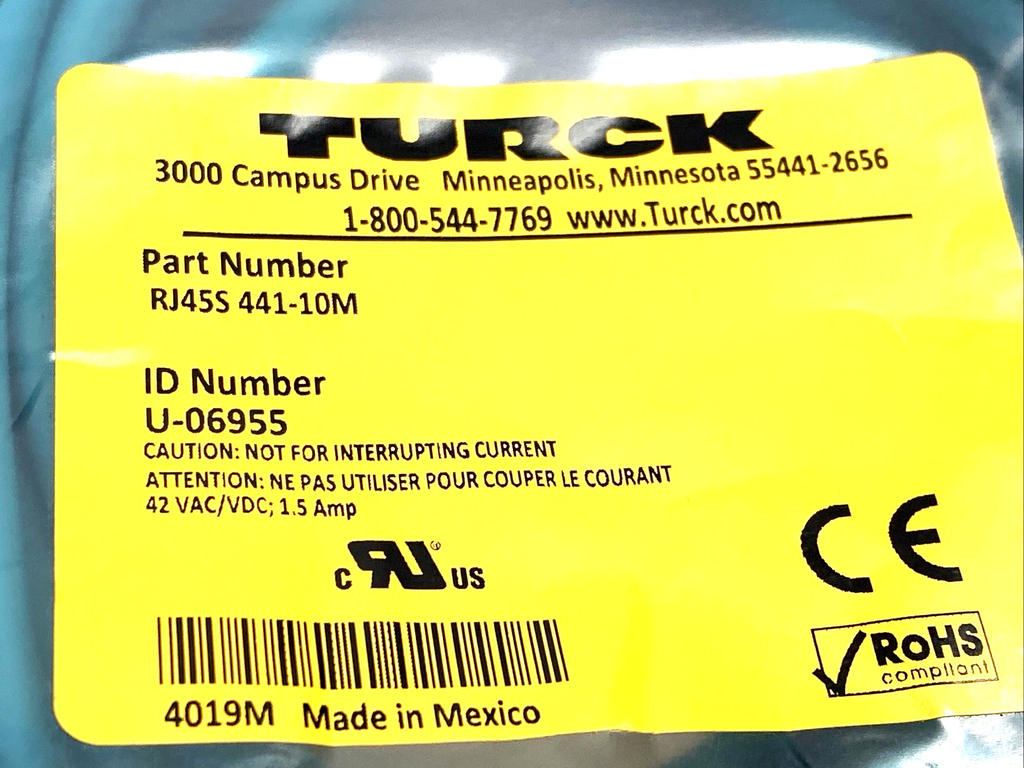 TURCK
3000 Campus Drive Minneapolis, Minnesota 55441-2656
1-800-544-7769 www.Turck.com
Part Number
RJ45S 441-10M
ID Number
U-06955
CAUTION: NOT FOR INTERRUPTING CURRENT
ATTENTION: NE PAS UTILISER POUR COUPER LE COURANT
42 VAC/VDC; 1.5 Amp
C RU® US
CE
RoHS
compliant
4019M Made in Mexico